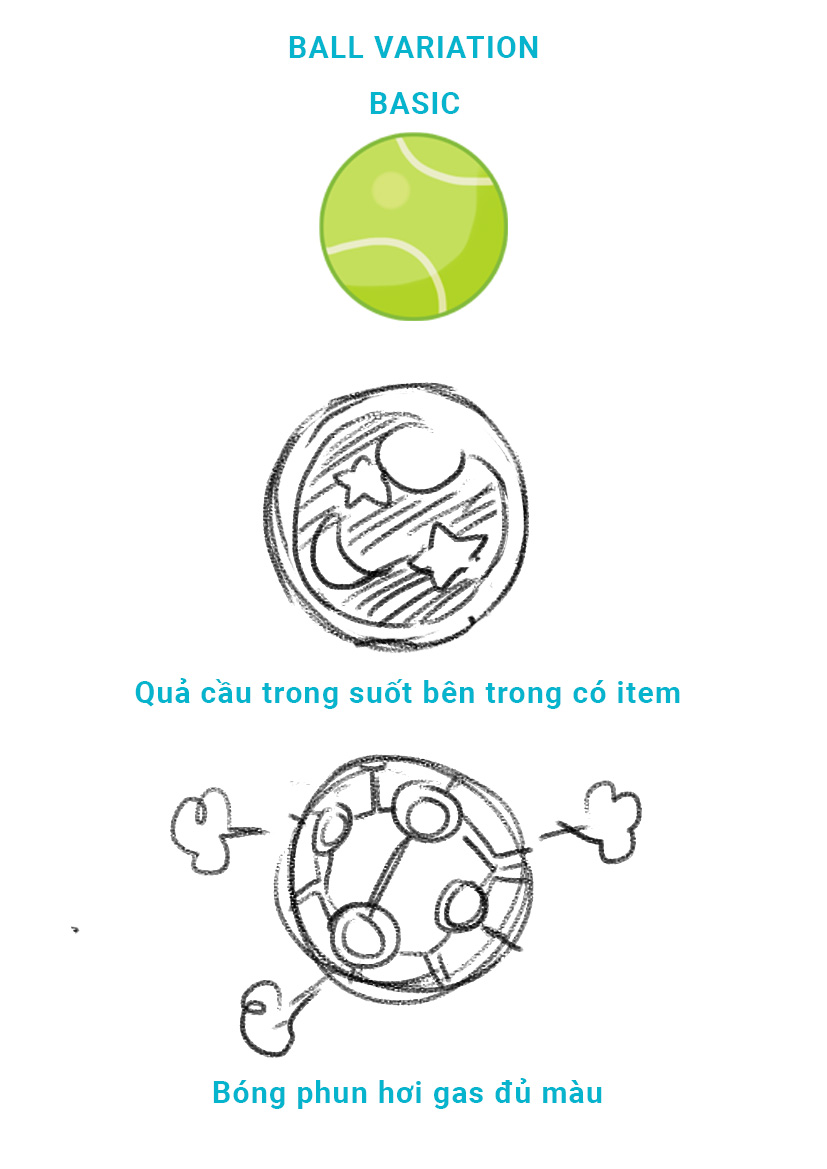 BALL VARIATION
BASIC
Quả cầu trong suốt bên trong có item
Bóng phun hơi gas đủ màu